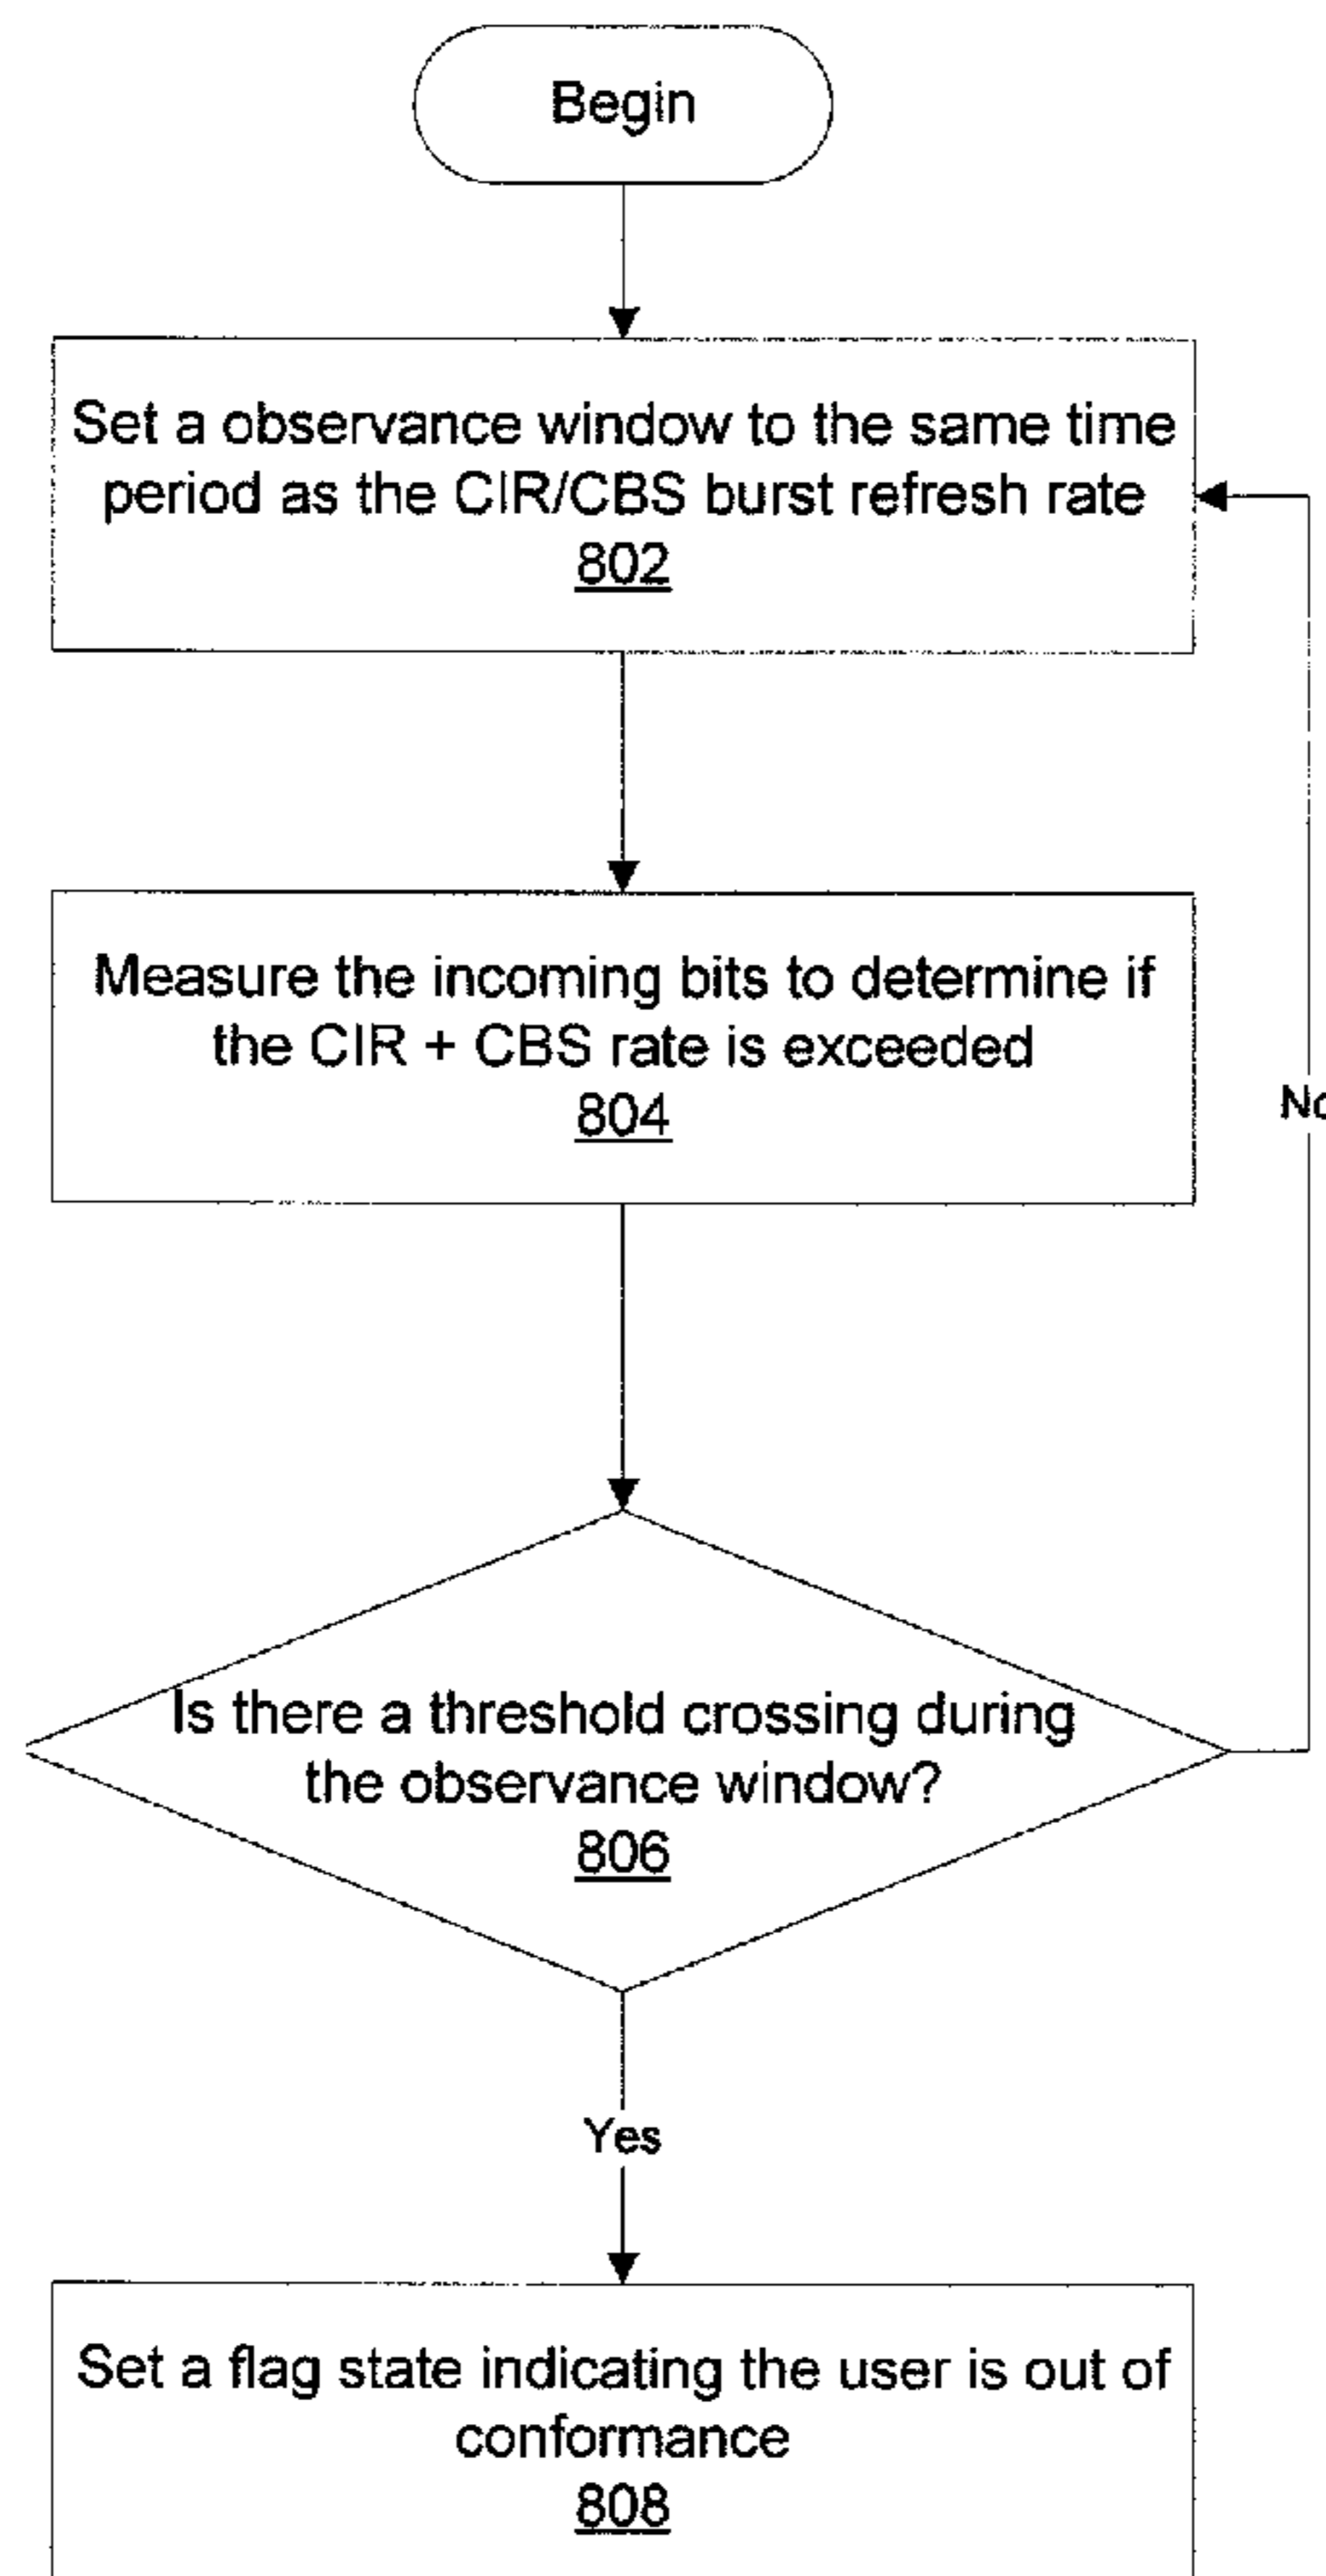 Begin
Set a observance window to the same time
period as the CIR/CBS burst refresh rate
802
Measure the incoming bits to determine if
the CIR + CBS rate is exceeded
804
No
Is there a threshold crossing during
the observance window?
806
Yes
Set a flag state indicating the user is out of
conformance
808